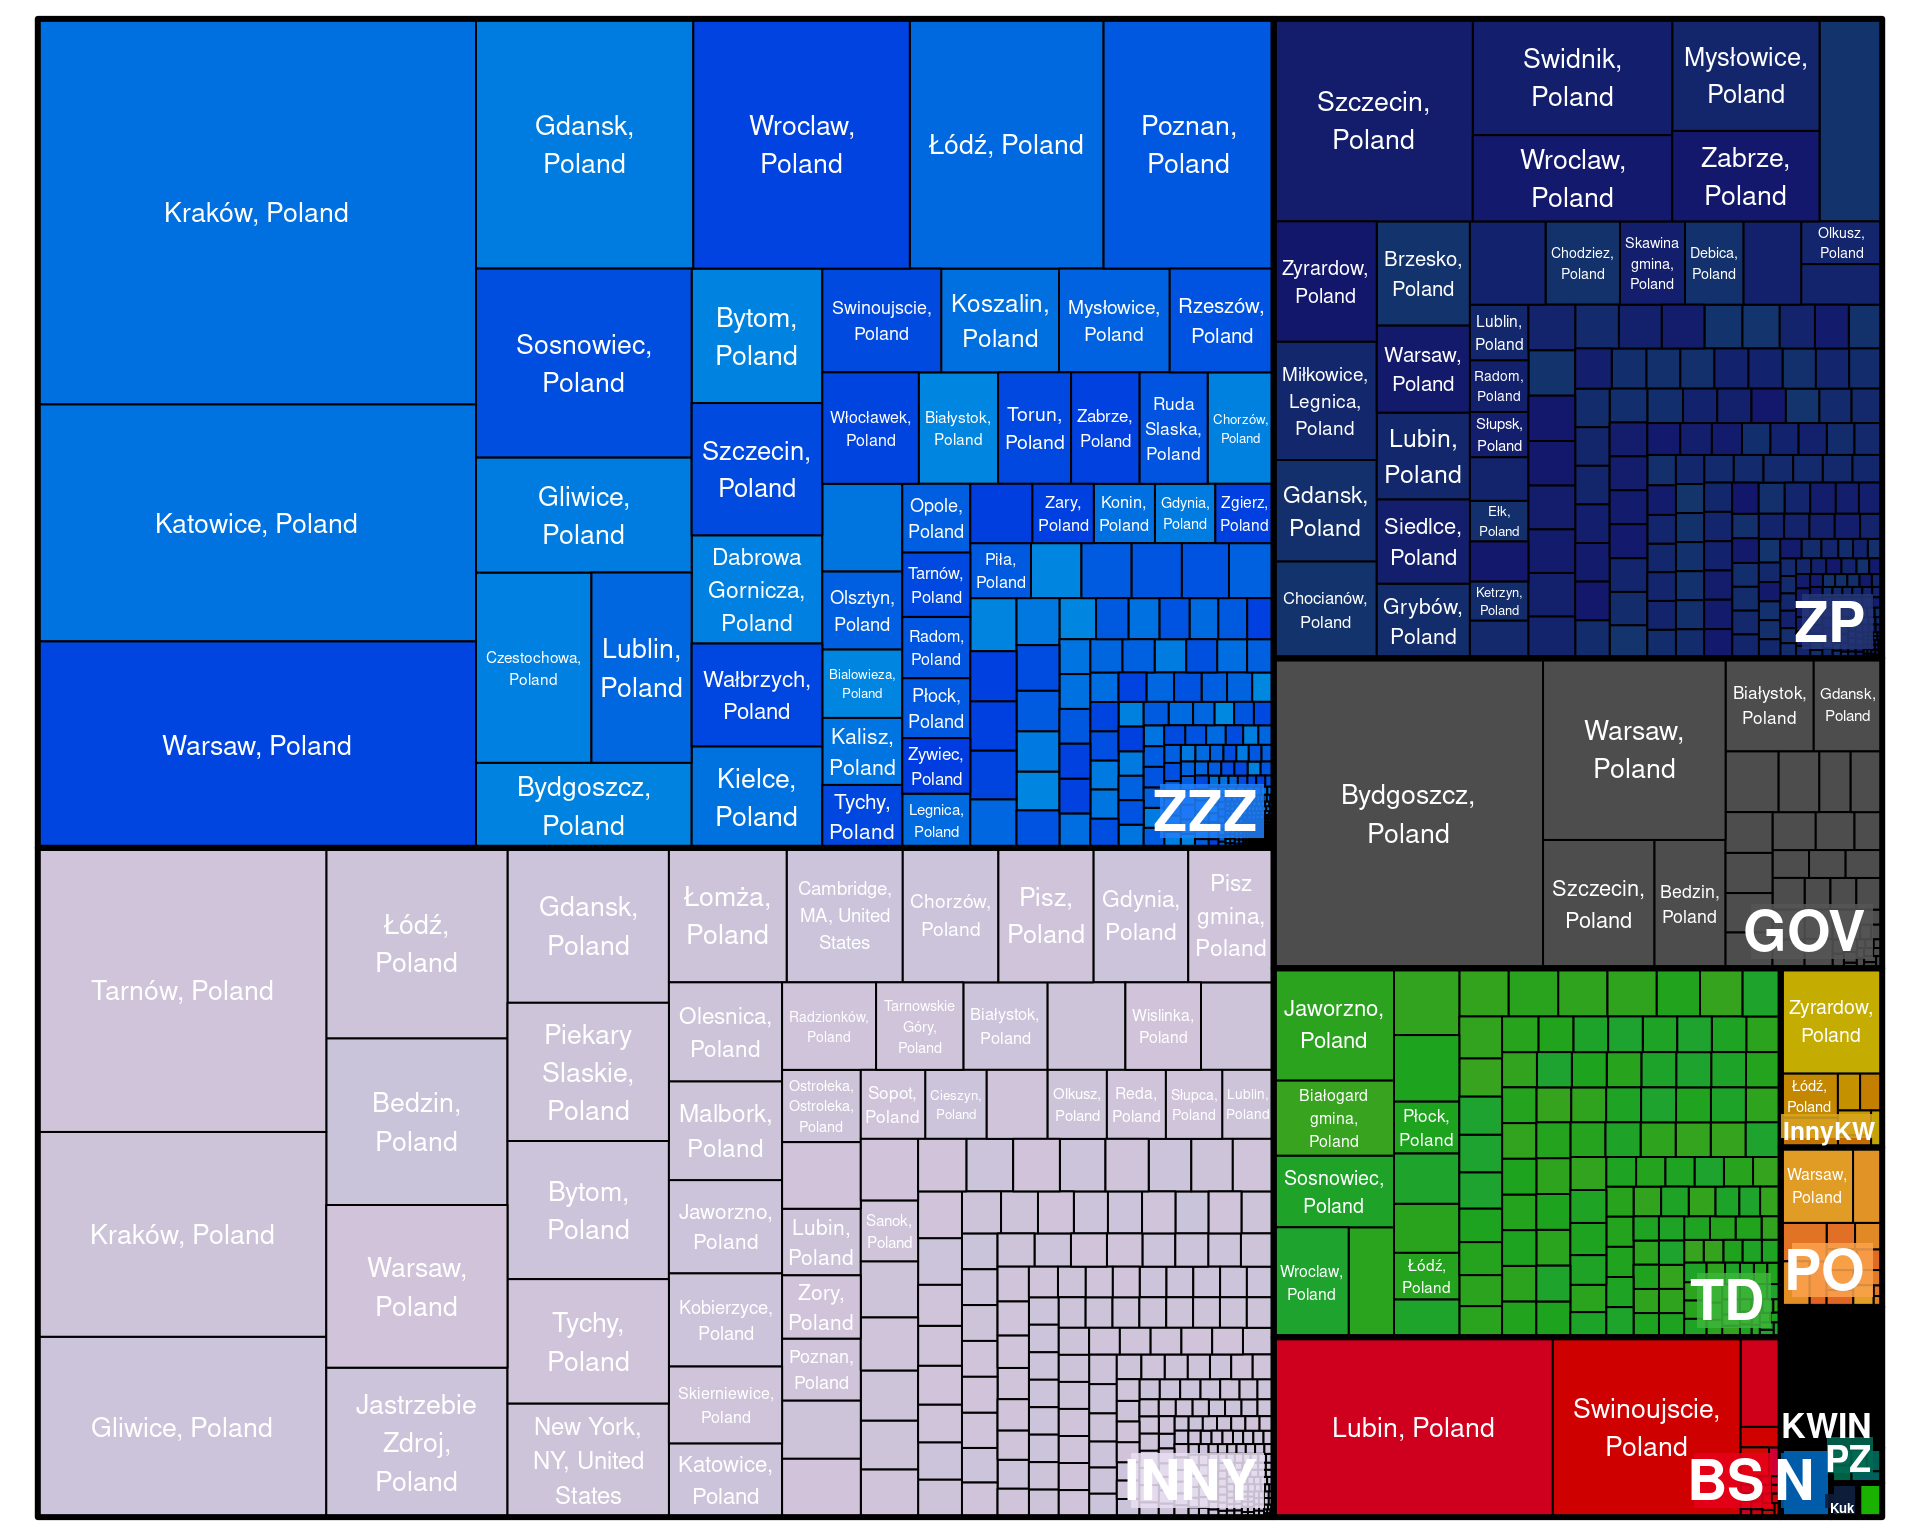 Kraków, Poland
Katowice, Poland
Warsaw, Poland
Gdansk,
Poland
Wroclaw,
Poland
Łódź, Poland
Poznan,
Poland
Sosnowiec,
Poland
Gliwice,
Poland
Czestochowa,
Poland
Lublin,
Poland
Bydgoszcz,
Poland
Bytom,
Poland
Szczecin,
Poland
Dabrowa
Gornicza,
Poland
Wałbrzych,
Poland
Kielce,
Poland
Swinoujscie,
Poland
Koszalin,
Poland
Mysłowice,
Poland
Rzeszów,
Poland
Włocławek,
Poland
Białystok,
Poland
Torun,
Poland
Zabrze,
Poland
Ruda
Slaska,
Poland
Chorzów,
Poland
Olsztyn,
Poland
Bialowieza,
Poland
Kalisz,
Poland
Tychy,
Poland
Opole,
Poland
Tarnów,
Poland
Radom,
Poland
Płock,
Poland
Zywiec,
Poland
Legnica,
Poland
Zary,
Poland
Konin,
Poland
Gdynia,
Poland
Zgierz,
Poland
Piła,
Poland
ZZZ
Szczecin,
Poland
Swidnik,
Poland
Wroclaw,
Poland
Mysłowice,
Poland
Zabrze,
Poland
Zyrardow,
Poland
Miłkowice,
Legnica,
Poland
Gdansk,
Poland
Chocianów,
Poland
Brzesko,
Poland
Warsaw,
Poland
Lubin,
Poland
Siedlce,
Poland
Grybów,
Poland
Chodziez,
Poland
Skawina
gmina,
Poland
Debica,
Poland
Olkusz,
Poland
Lublin,
Poland
Radom,
Poland
Słupsk,
Poland
Ełk,
Poland
Ketrzyn,
Poland
ZP
Bydgoszcz,
Poland
Warsaw,
Poland
Szczecin,
Poland
Bedzin,
Poland
Białystok,
Poland
Gdansk,
Poland
GOV
Tarnów, Poland
Kraków, Poland
Gliwice, Poland
Łódź,
Poland
Bedzin,
Poland
Warsaw,
Poland
Jastrzebie
Zdroj,
Poland
Gdansk,
Poland
Piekary
Slaskie,
Poland
Bytom,
Poland
Tychy,
Poland
New York,
NY, United
States
Łomża,
Poland
Cambridge,
MA, United
States
Chorzów,
Poland
Pisz,
Poland
Gdynia,
Poland
Pisz
gmina,
Poland
Olesnica,
Poland
Malbork,
Poland
Jaworzno,
Poland
Kobierzyce,
Poland
Skierniewice,
Poland
Katowice,
Poland
Radzionków,
Poland
Tarnowskie
Góry,
Poland
Białystok,
Poland
Wislinka,
Poland
Ostrołeka,
Ostroleka,
Poland
Sopot,
Poland
Cieszyn,
Poland
Olkusz,
Poland
Reda,
Poland
Słupca,
Poland
Lublin,
Poland
Lubin,
Poland
Sanok,
Poland
Zory,
Poland
Poznan,
Poland
INNY
Jaworzno,
Poland
Białogard
gmina,
Poland
Sosnowiec,
Poland
Wroclaw,
Poland
Płock,
Poland
Łódź,
Poland
TD
Zyrardow,
Poland
Łódź,
Poland
InnyKW
Warsaw,
Poland
PO
Lubin, Poland
Swinoujscie,
Poland
BS
KWIN
PZ
N
Kuk